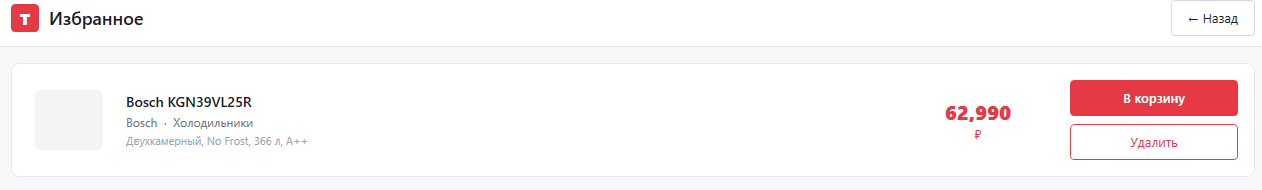 Т Избранное
← Назад
Bosch KGN39VL25R
Bosch · Холодильники
Двухкамерный, No Frost, 366 л, A++
62,990
₽
В корзину
Удалить